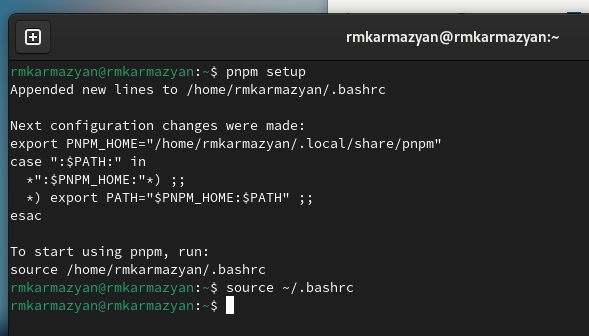 rmkarmazyan@rmkarmazyan:~
rmkarmazyan@rmkarmazyan:~$ pnpm setup
Appended new lines to /home/rmkarmazyan/.bashrc
Next configuration changes were made:
export PNPM_HOME="/home/rmkarmazyan/.local/share/pnpm"
case ":$PATH:" in
  *":$PNPM_HOME:"*) ;;
  *) export PATH="$PNPM_HOME:$PATH" ;;
esac
To start using pnpm, run:
source /home/rmkarmazyan/.bashrc
rmkarmazyan@rmkarmazyan:~$ source ~/.bashrc
rmkarmazyan@rmkarmazyan:~$